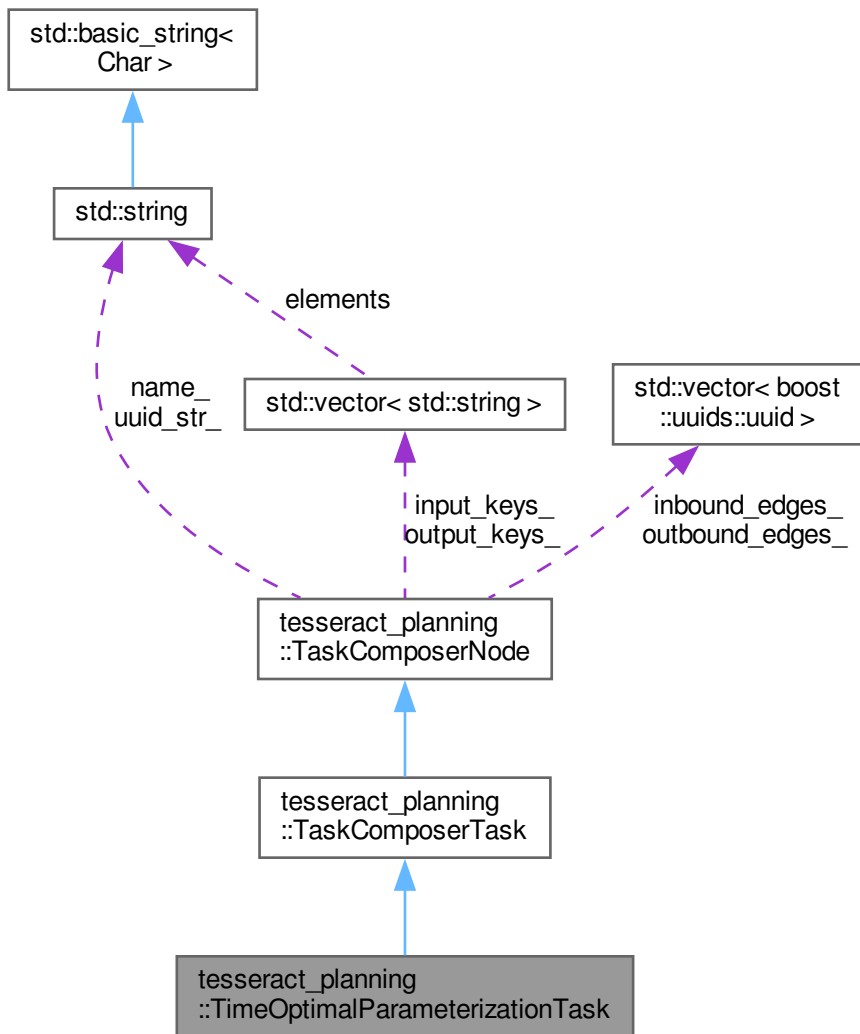 std::basic_string<
Char >
std::string
elements
name_
uuid_str_
std::vector< std::string >
std::vector< boost
::uuids::uuid >
input_keys_
output_keys_
inbound_edges_
outbound_edges_
tesseract_planning
::TaskComposerNode
tesseract_planning
::TaskComposerTask
tesseract_planning
::TimeOptimalParameterizationTask